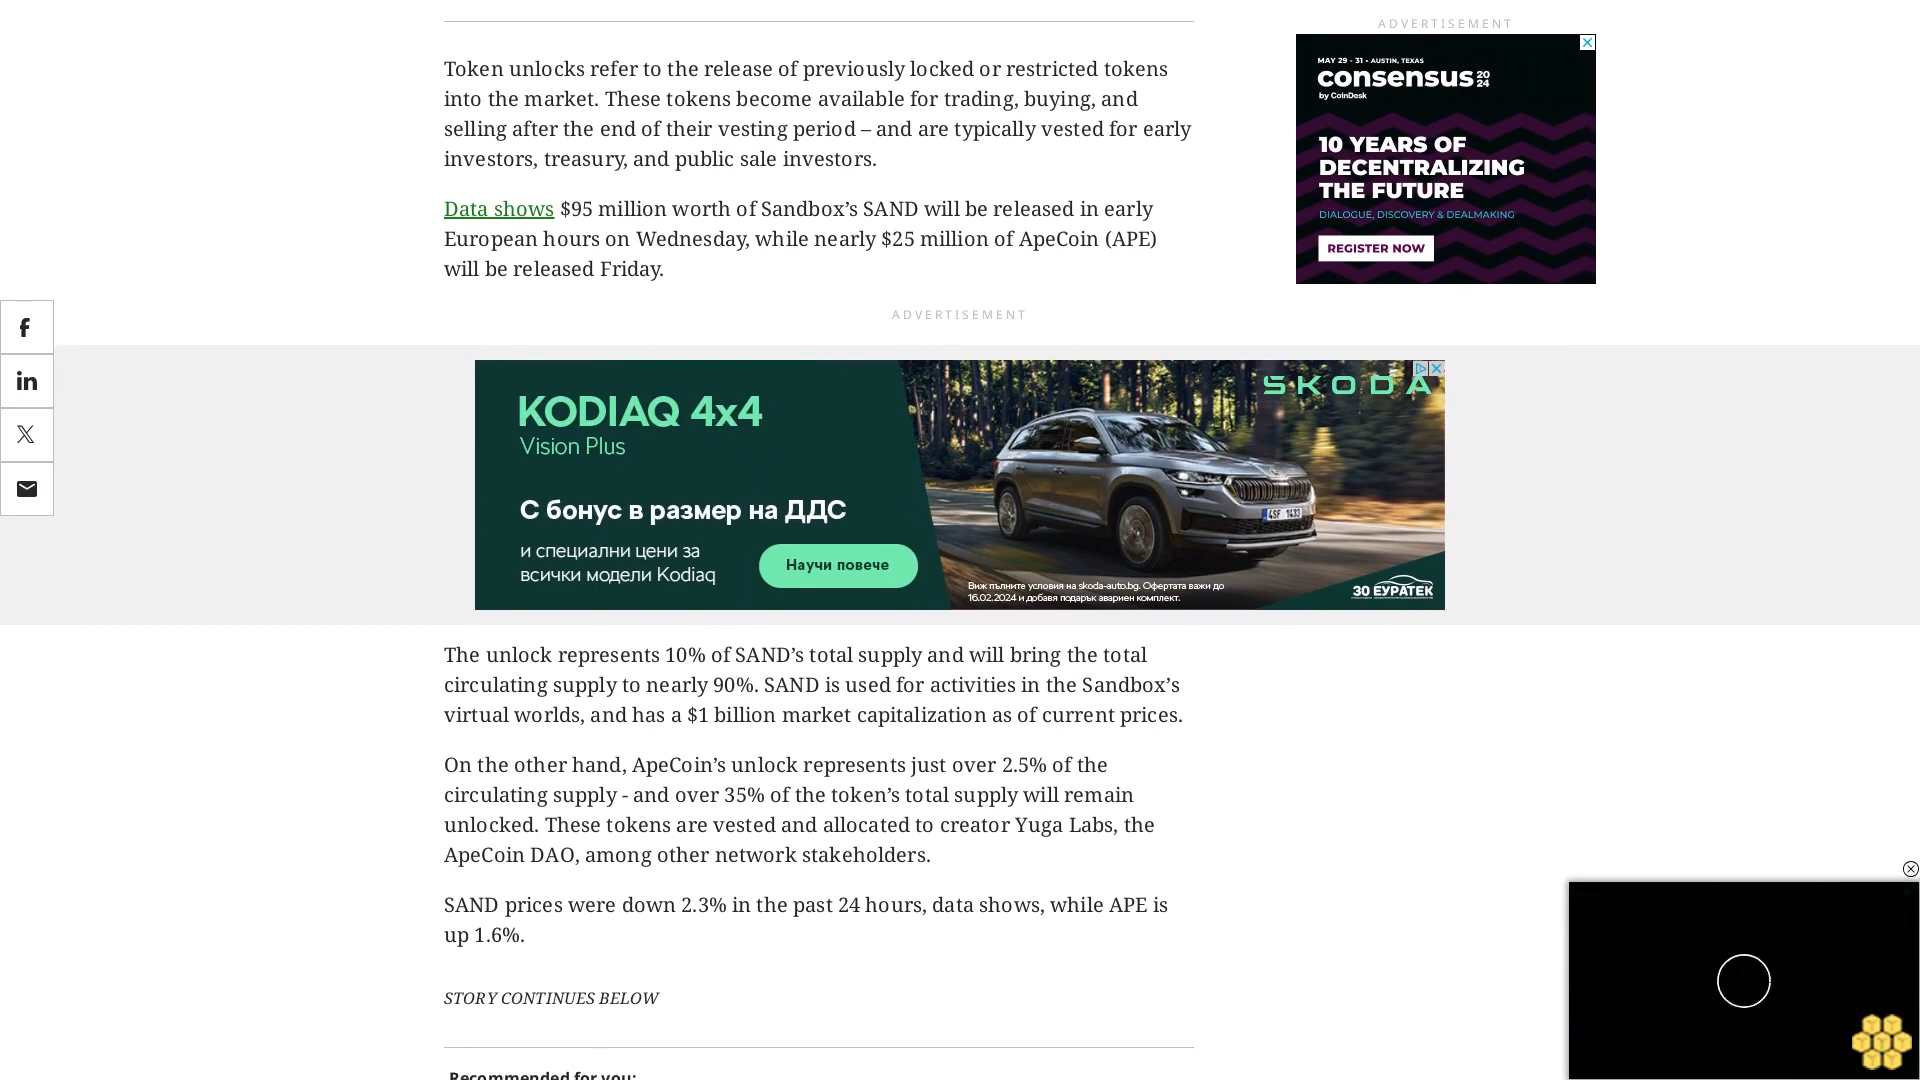 ADVERTISEMENT
MAY 29 - 31 • AUSTIN, TEXAS
consensus 2024
by CoinDesk
10 YEARS OF
DECENTRALIZING
THE FUTURE
DIALOGUE, DISCOVERY & DEALMAKING
REGISTER NOW
Token unlocks refer to the release of previously locked or restricted tokens
into the market. These tokens become available for trading, buying, and
selling after the end of their vesting period – and are typically vested for early
investors, treasury, and public sale investors.
Data shows $95 million worth of Sandbox’s SAND will be released in early
European hours on Wednesday, while nearly $25 million of ApeCoin (APE)
will be released Friday.
ADVERTISEMENT
KODIAQ 4x4
Vision Plus
С бонус в размер на ДДС
и специални цени за
всички модели Kodiaq
Научи повече
SKODA
4SF 1433
Виж пълните условия на skoda-auto.bg. Офертата важи до
16.02.2024 и добавя подарък авариен комплект.
30 ЕУРАТЕК
The unlock represents 10% of SAND’s total supply and will bring the total
circulating supply to nearly 90%. SAND is used for activities in the Sandbox’s
virtual worlds, and has a $1 billion market capitalization as of current prices.
On the other hand, ApeCoin’s unlock represents just over 2.5% of the
circulating supply - and over 35% of the token’s total supply will remain
unlocked. These tokens are vested and allocated to creator Yuga Labs, the
ApeCoin DAO, among other network stakeholders.
SAND prices were down 2.3% in the past 24 hours, data shows, while APE is
up 1.6%.
STORY CONTINUES BELOW
Recommended for you: